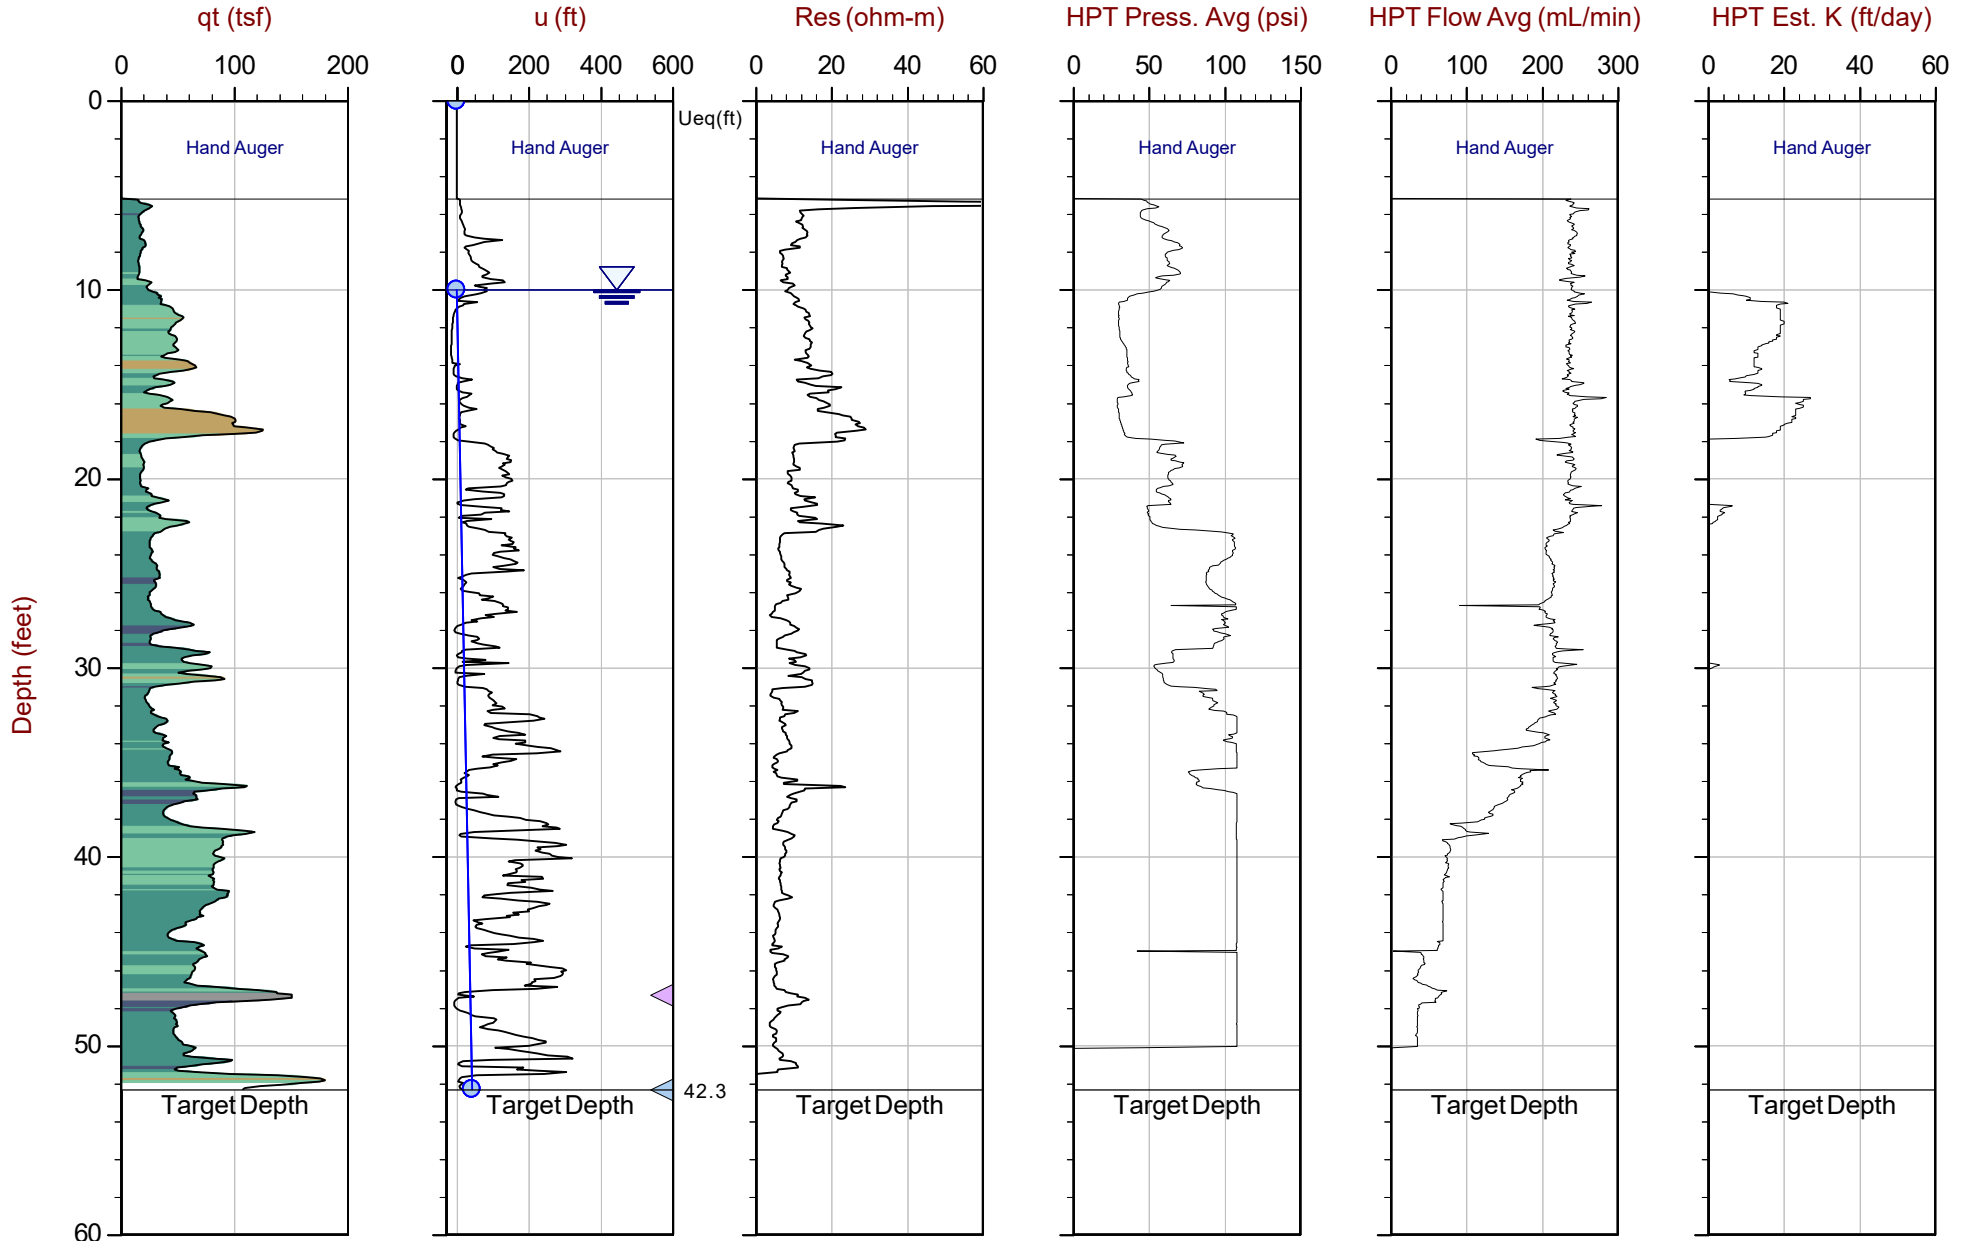 qt (tsf) u (ft) Res (ohm-m) HPT Press. Avg (psi) HPT Flow Avg (mL/min) HPT Est. K (ft/day)
0 100 200 0 200 400 600 0 20 40 60 0 50 100 150 0 100 200 300 0 20 40 60
0
Ueq(ft)
Hand Auger Hand Auger Hand Auger Hand Auger Hand Auger Hand Auger
10
20
30
Depth (feet)
40
50
42.3
Target Depth Target Depth Target Depth Target Depth Target Depth Target Depth
60